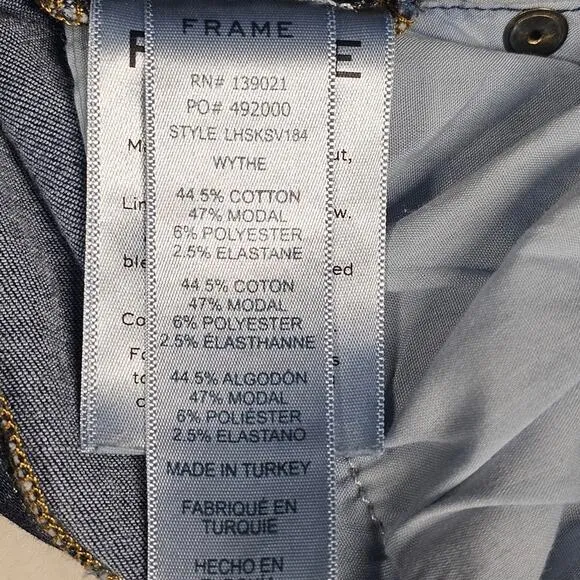 FRAME
RN# 139021
PO# 492000
STYLE LHSKSV184
WYTHE
44.5% COTTON
47% MODAL
6% POLYESTER
2.5% ELASTANE
44.5% COTON
47% MODAL
6% POLYESTER
2.5% ÉLASTHANNE
44.5% ALGODÓN
47% MODAL
6% POLIÉSTER
2.5% ELASTANO
MADE IN TURKEY
FABRIQUÉ EN
TURQUIE
HECHO EN